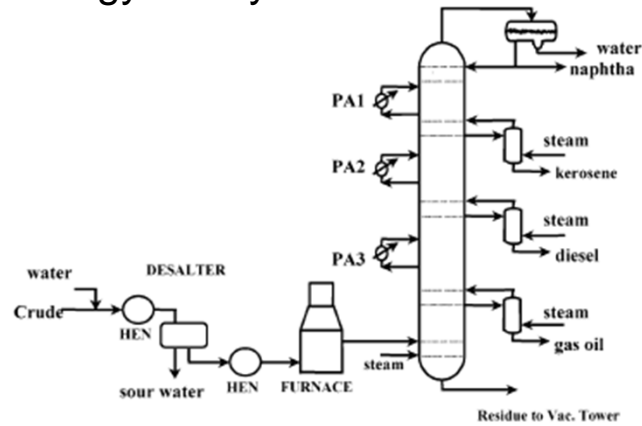 water
naphtha
PA1
steam
kerosene
PA2
steam
diesel
PA3
water
DESALTER
Crude
HEN
steam
gas oil
sour water
HEN
FURNACE
steam
Residue to Vac. Tower